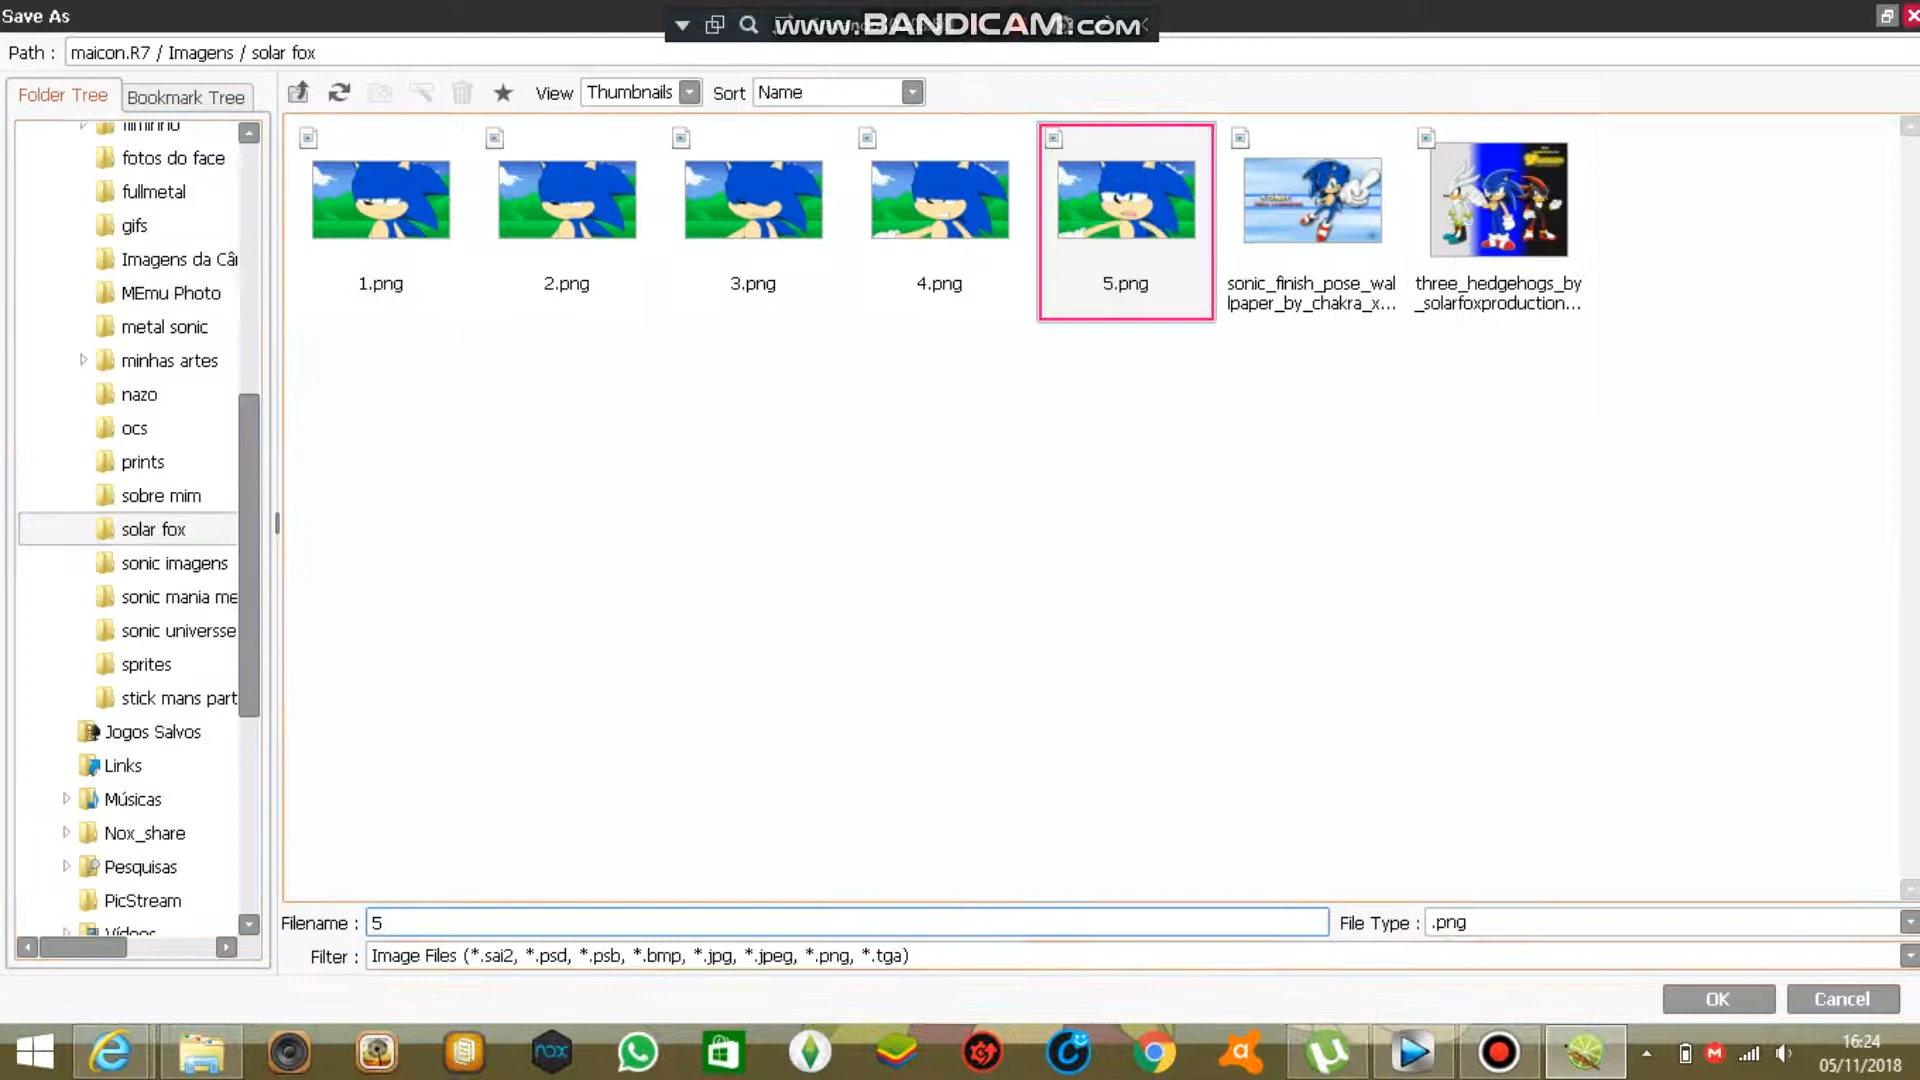 Save As
www.BANDICAM.com
Path : maicon.R7 / Imagens / solar fox
Folder Tree
Bookmark Tree
View Thumbnails Sort Name
fotos do face
fullmetal
gifs
Imagens da Câ
MEmu Photo
metal sonic
minhas artes
nazo
ocs
prints
sobre mim
solar fox
sonic imagens
sonic mania me
sonic universse
sprites
stick mans part
Jogos Salvos
Links
Músicas
Nox_share
Pesquisas
PicStream
Vídeos
1.png
2.png
3.png
4.png
5.png
sonic_finish_pose_wal
lpaper_by_chakra_x...
three_hedgehogs_by
_solarfoxproduction...
Filename : 5
File Type : .png
Filter : Image Files (*.sai2, *.psd, *.psb, *.bmp, *.jpg, *.jpeg, *.png, *.tga)
OK
Cancel
nox
16:24
05/11/2018